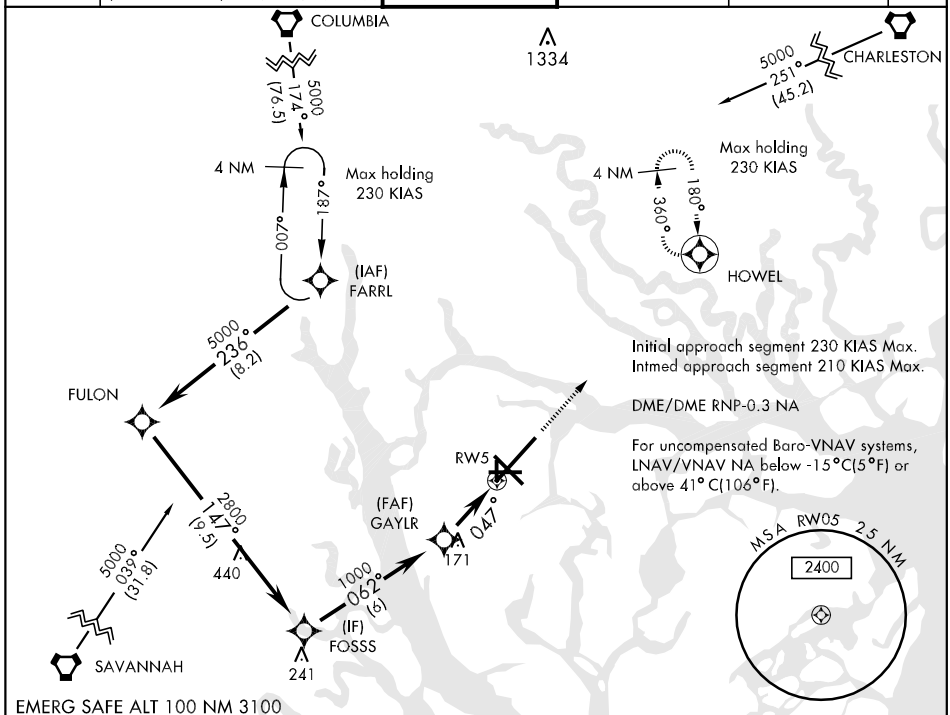 COLUMBIA
5000
174°
(76.5)
1334
CHARLESTON
5000
251°
(45.2)
4 NM
Max holding
230 KIAS
187°
007°
(IAF)
FARRL
4 NM
Max holding
230 KIAS
180°
360°
HOWEL
5000
236°
(8.2)
FULON
Initial approach segment 230 KIAS Max.
Intmed approach segment 210 KIAS Max.
DME/DME RNP-0.3 NA
For uncompensated Baro-VNAV systems,
LNAV/VNAV NA below -15°C(5°F) or
above 41°C(106°F).
RW5
(FAF)
GAYLR
047°
171
2800
147°
(9.5)
440
5000
039°
(31.8)
1000
062°
(6)
(IF)
FOSSS
241
SAVANNAH
MSA RW05 25 NM
2400
EMERG SAFE ALT 100 NM 3100